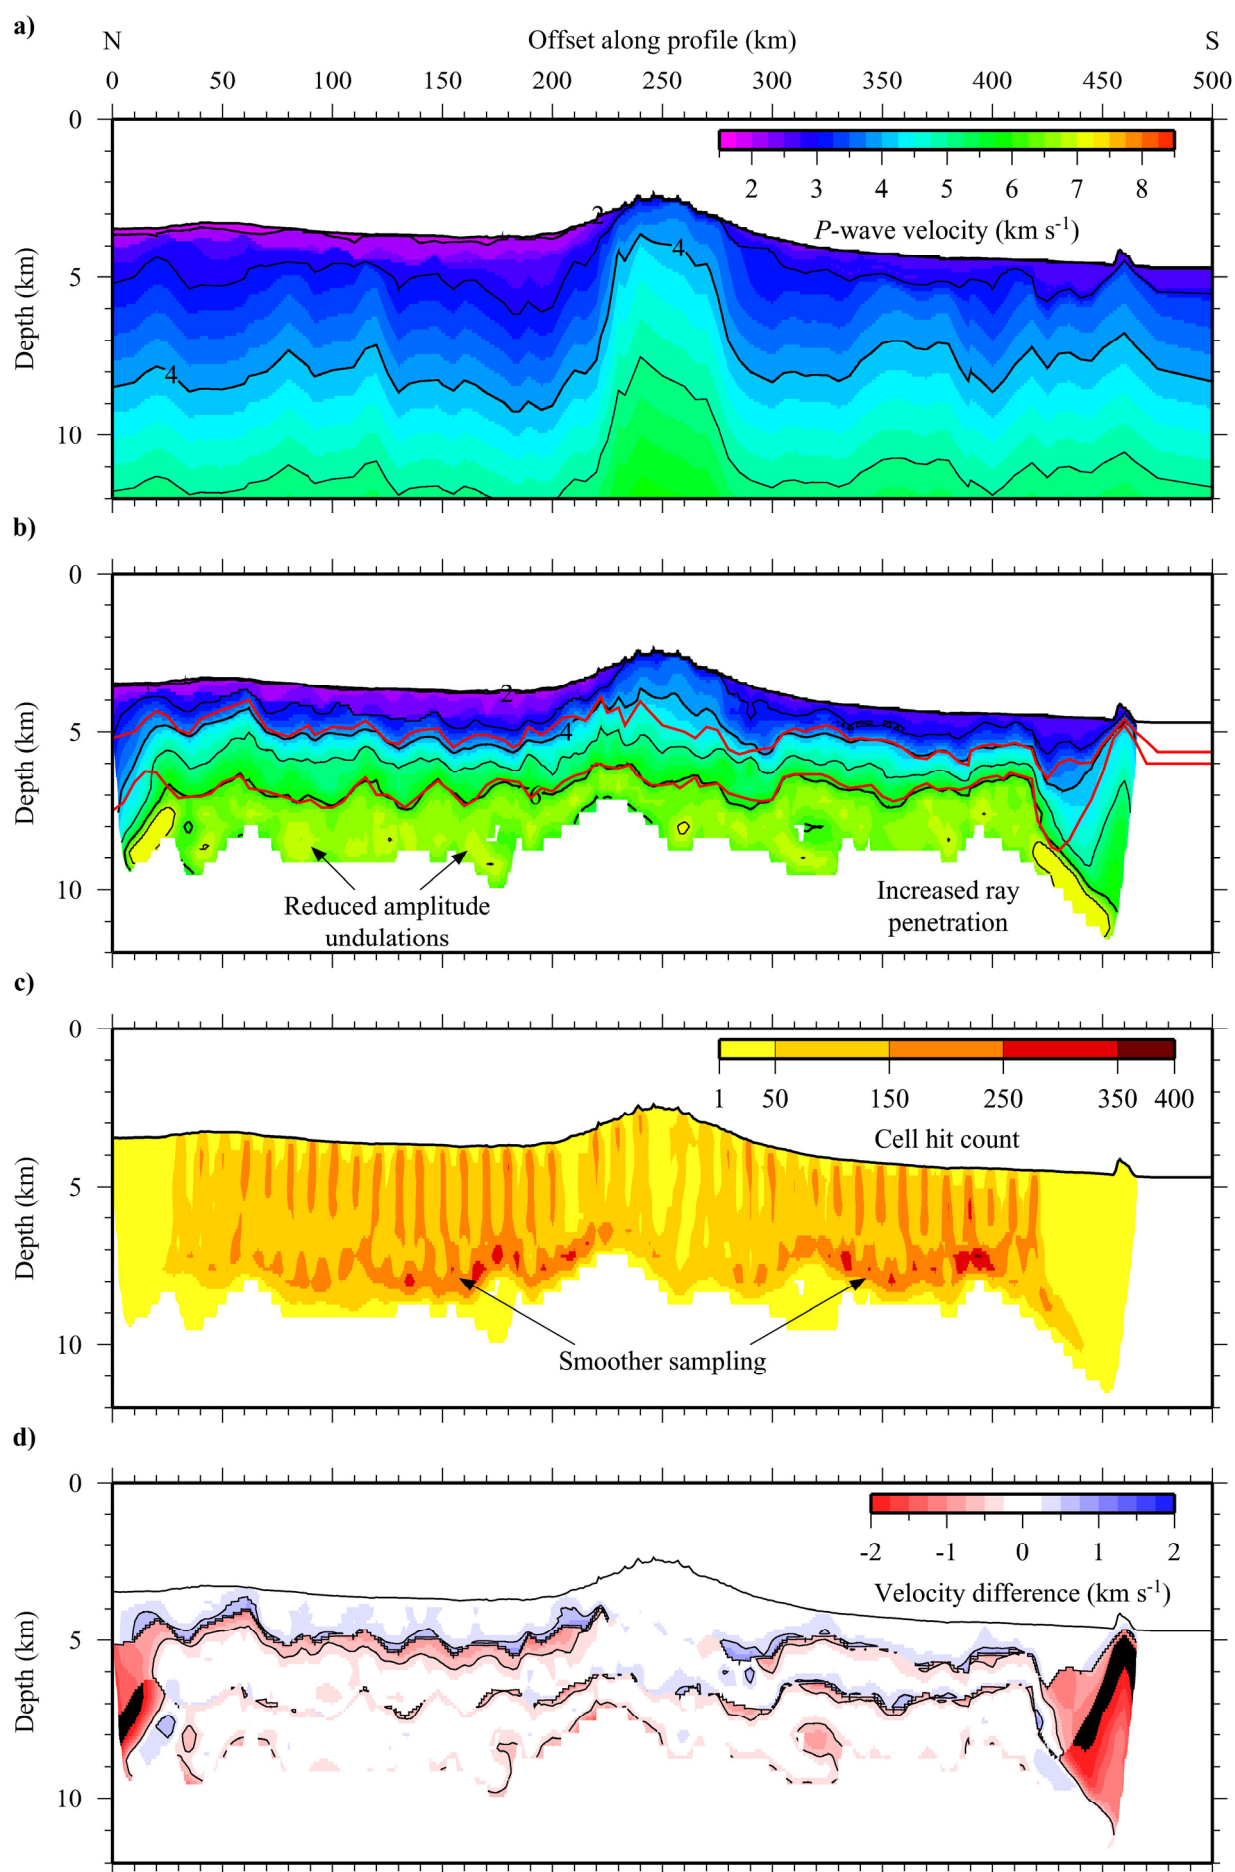 a)
N
Offset along profile (km)
S
0 50 100 150 200 250 300 350 400 450 500
0
5
10
Depth (km)
2 3 4 5 6 7 8
P-wave velocity (km s-1)
2
4
4
b)
0
5
10
Depth (km)
2
4
6
Reduced amplitude
undulations
Increased ray
penetration
c)
0
5
10
Depth (km)
1 50 150 250 350 400
Cell hit count
Smoother sampling
d)
0
5
10
Depth (km)
-2 -1 0 1 2
Velocity difference (km s-1)